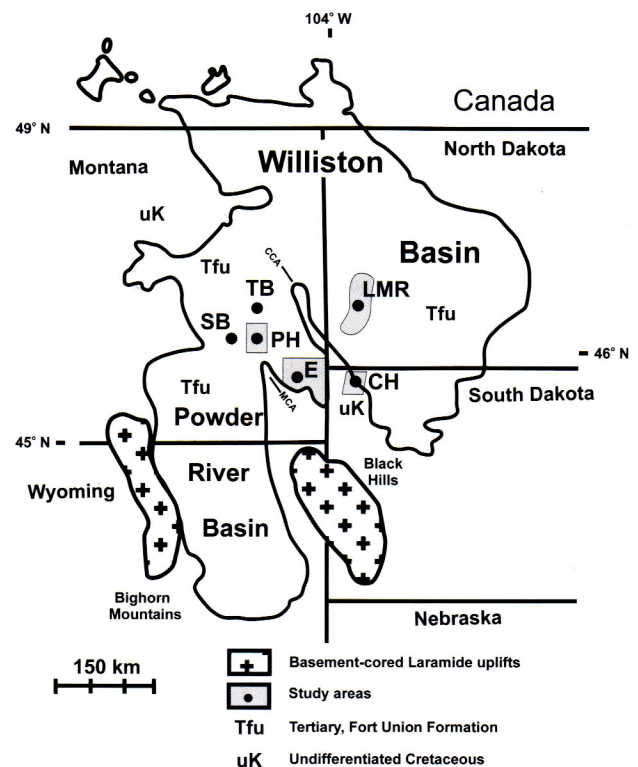 104° W
Canada
49° N
North Dakota
Montana
Williston
uK
CCA
Basin
Tfu
TB
LMR
Tfu
SB
PH
46° N
E
CH
Tfu
MCA
uK
South Dakota
Powder
45° N
River
Black
Hills
Wyoming
Basin
Bighorn
Mountains
Nebraska
150 km
Basement-cored Laramide uplifts
Study areas
Tfu Tertiary, Fort Union Formation
uK Undifferentiated Cretaceous